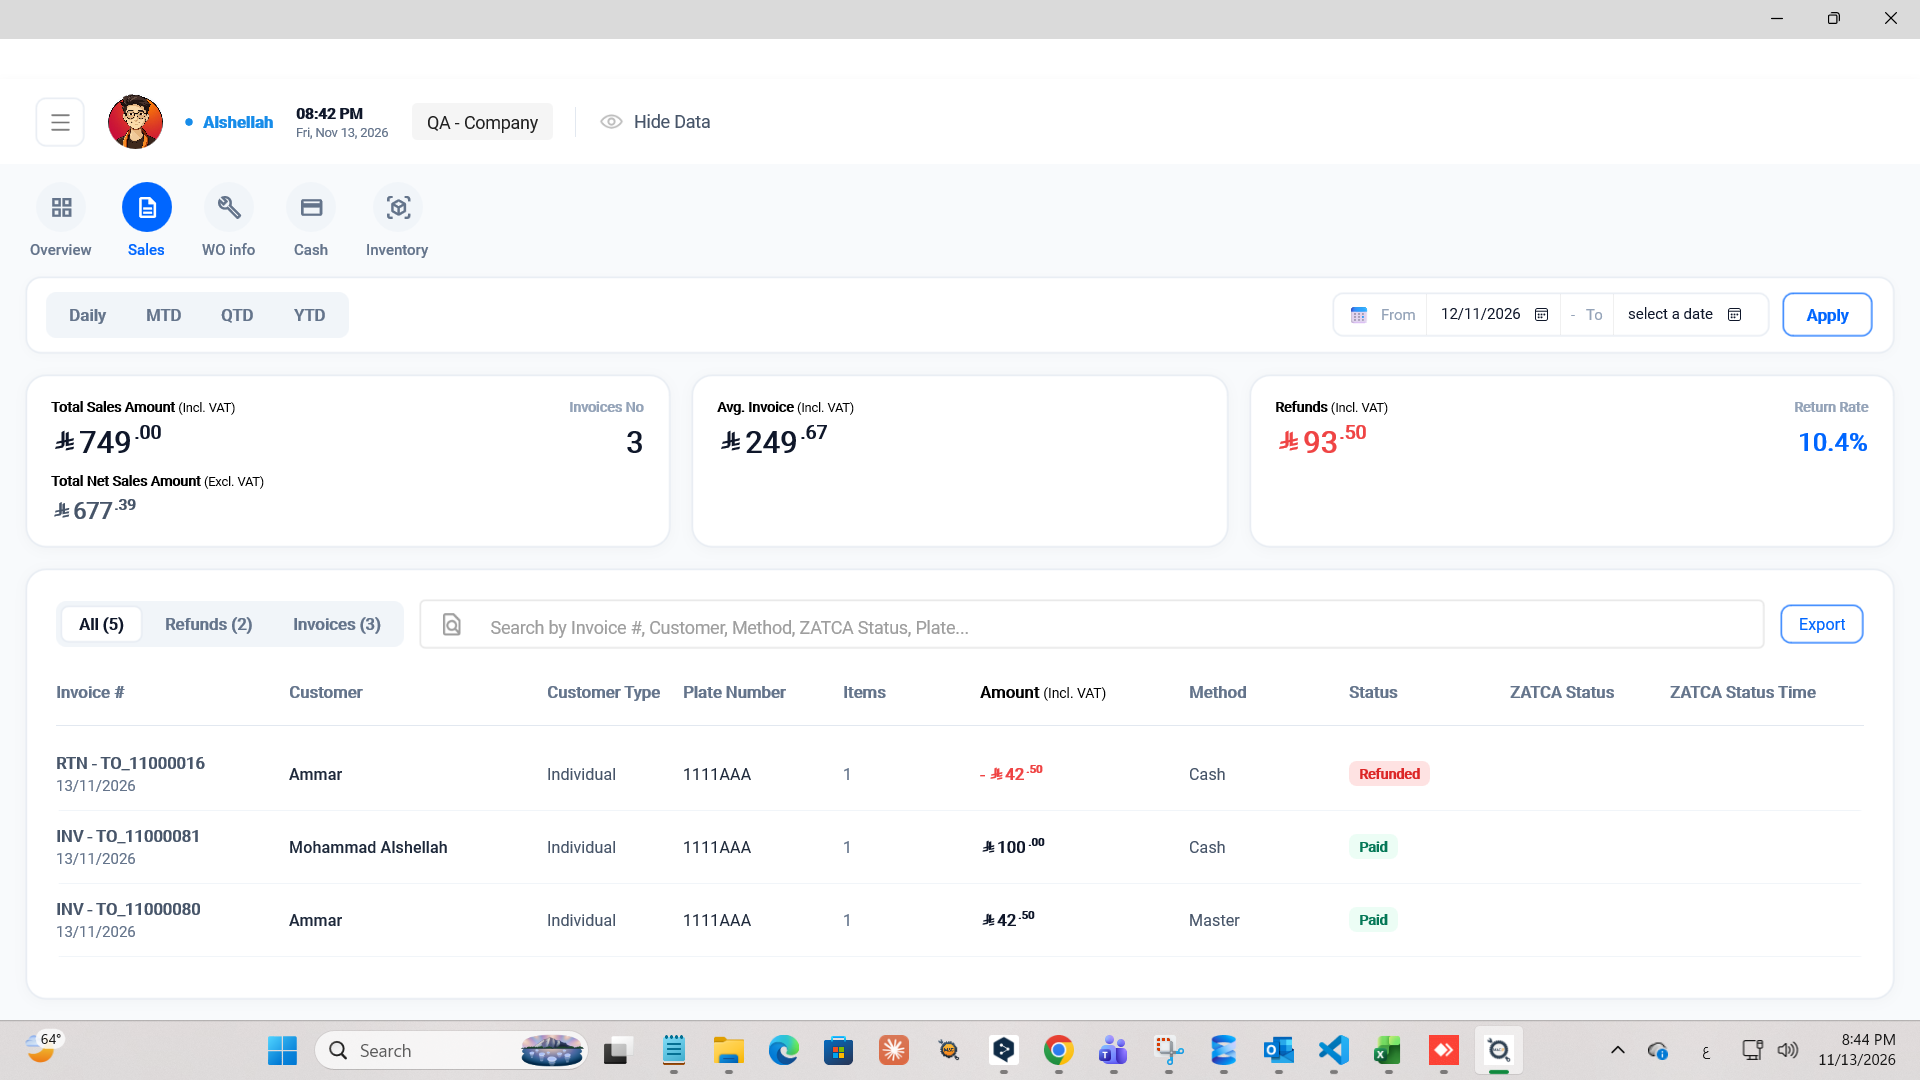 Alshellah
08:42 PM
Fri, Nov 13, 2026
QA - Company
Hide Data
Overview
Sales
WO info
Cash
Inventory
Daily MTD QTD YTD
From 12/11/2026 - To select a date
Apply
Total Sales Amount (Incl. VAT)
Invoices No
749.00
3
Total Net Sales Amount (Excl. VAT)
677.39
Avg. Invoice (Incl. VAT)
249.67
Refunds (Incl. VAT)
Return Rate
93.50
10.4%
All (5) Refunds (2) Invoices (3)
Search by Invoice #, Customer, Method, ZATCA Status, Plate...
Export
Invoice # Customer Customer Type Plate Number Items Amount (Incl. VAT) Method Status ZATCA Status ZATCA Status Time
RTN - TO_11000016
13/11/2026
Ammar Individual 1111AAA 1 - 42.50 Cash Refunded
INV - TO_11000081
13/11/2026
Mohammad Alshellah Individual 1111AAA 1 100.00 Cash Paid
INV - TO_11000080
13/11/2026
Ammar Individual 1111AAA 1 42.50 Master Paid
64°
Search
ع
8:44 PM
11/13/2026